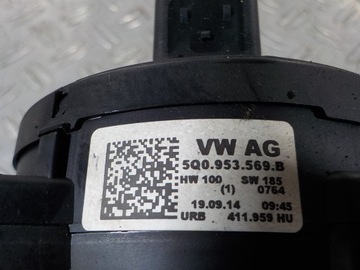 VW AG
5Q0.953.569.B
HW 100 SW 185
(1) 0764
19.09.14 09:45
URB 411.959 HU